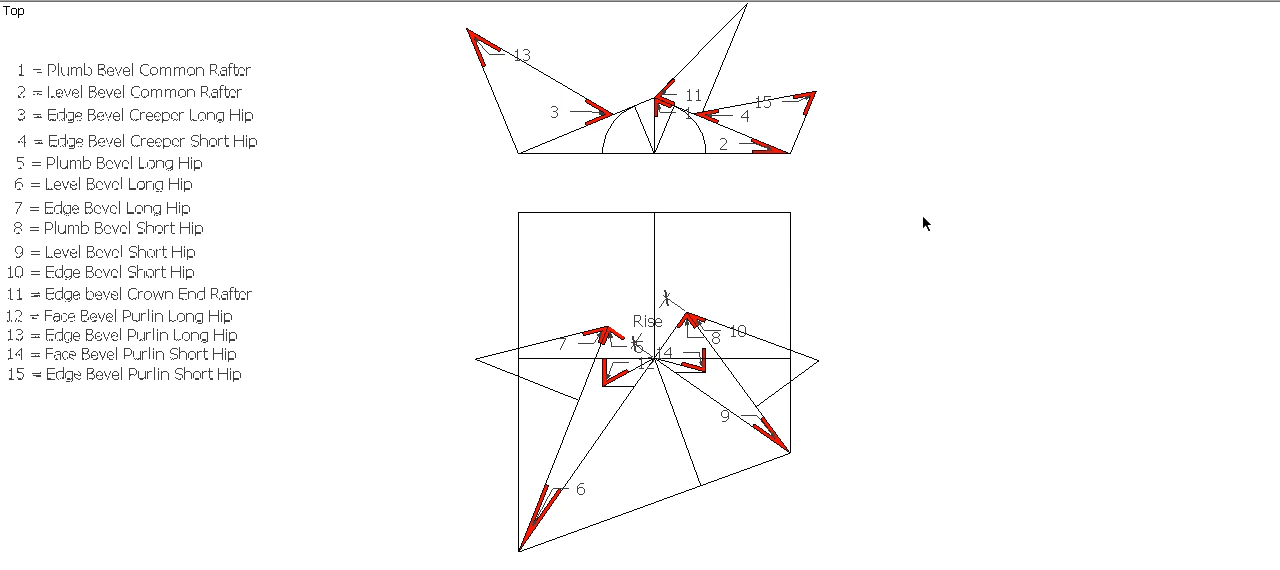 Top
1 = Plumb Bevel Common Rafter
2 = Level Bevel Common Rafter
3 = Edge Bevel Creeper Long Hip
4 = Edge Bevel Creeper Short Hip
5 = Plumb Bevel Long Hip
6 = Level Bevel Long Hip
7 = Edge Bevel Long Hip
8 = Plumb Bevel Short Hip
9 = Level Bevel Short Hip
10 = Edge Bevel Short Hip
11 = Edge bevel Crown End Rafter
12 = Face Bevel Purlin Long Hip
13 = Edge Bevel Purlin Long Hip
14 = Face Bevel Purlin Short Hip
15 = Edge Bevel Purlin Short Hip
13
11
15
3
1
4
2
Rise
10
7
8
14
12
9
6